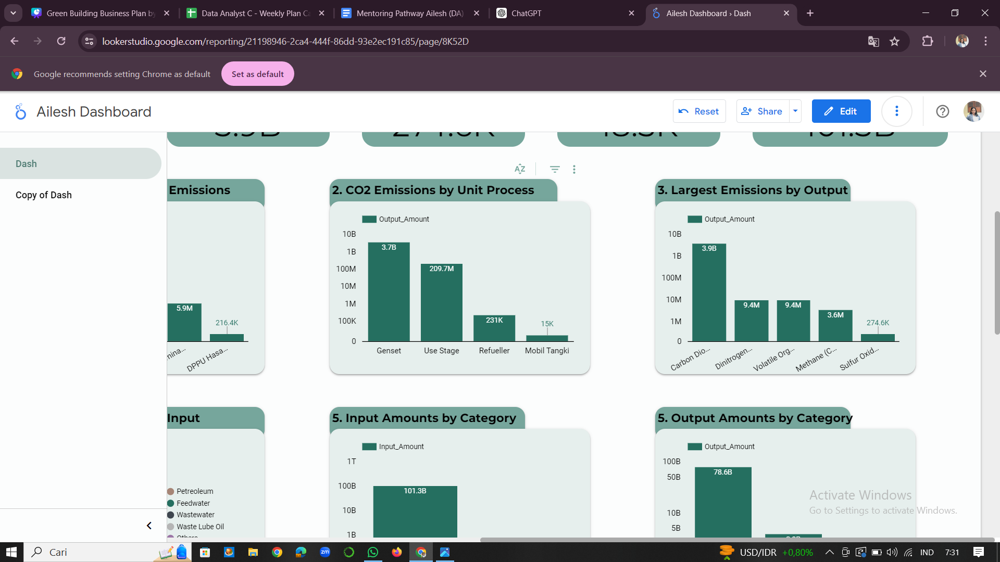 Green Building Business Plan by
Data Analyst C - Weekly Plan Ca
Mentoring Pathway Ailesh (DA)
ChatGPT
Ailesh Dashboard › Dash
lookerstudio.google.com/reporting/21198946-2ca4-444f-86dd-93e2ec191c85/page/8K52D
Google recommends setting Chrome as default
Set as default
Ailesh Dashboard
Reset
Share
Edit
Dash
Copy of Dash
Emissions
5.9M
216.4K
mina...
DPPU Hasa...
2. CO2 Emissions by Unit Process
Output_Amount
10B
1B
100M
10M
1M
100K
0
3.7B
209.7M
231K
15K
Genset
Use Stage
Refueller
Mobil Tangki
3. Largest Emissions by Output
Output_Amount
10B
1B
100M
10M
1M
0
3.9B
9.4M
9.4M
3.6M
274.6K
Carbon Dio...
Dinitrogen...
Volatile Org...
Methane (C...
Sulfur Oxid...
Input
Petreoleum
Feedwater
Wastewater
Waste Lube Oil
Others
5. Input Amounts by Category
Input_Amount
1T
100B
10B
1B
101.3B
5. Output Amounts by Category
Output_Amount
100B
50B
10B
5B
78.6B
Activate Windows
Go to Settings to activate Windows.
Cari
USD/IDR +0,80%
IND
7:31